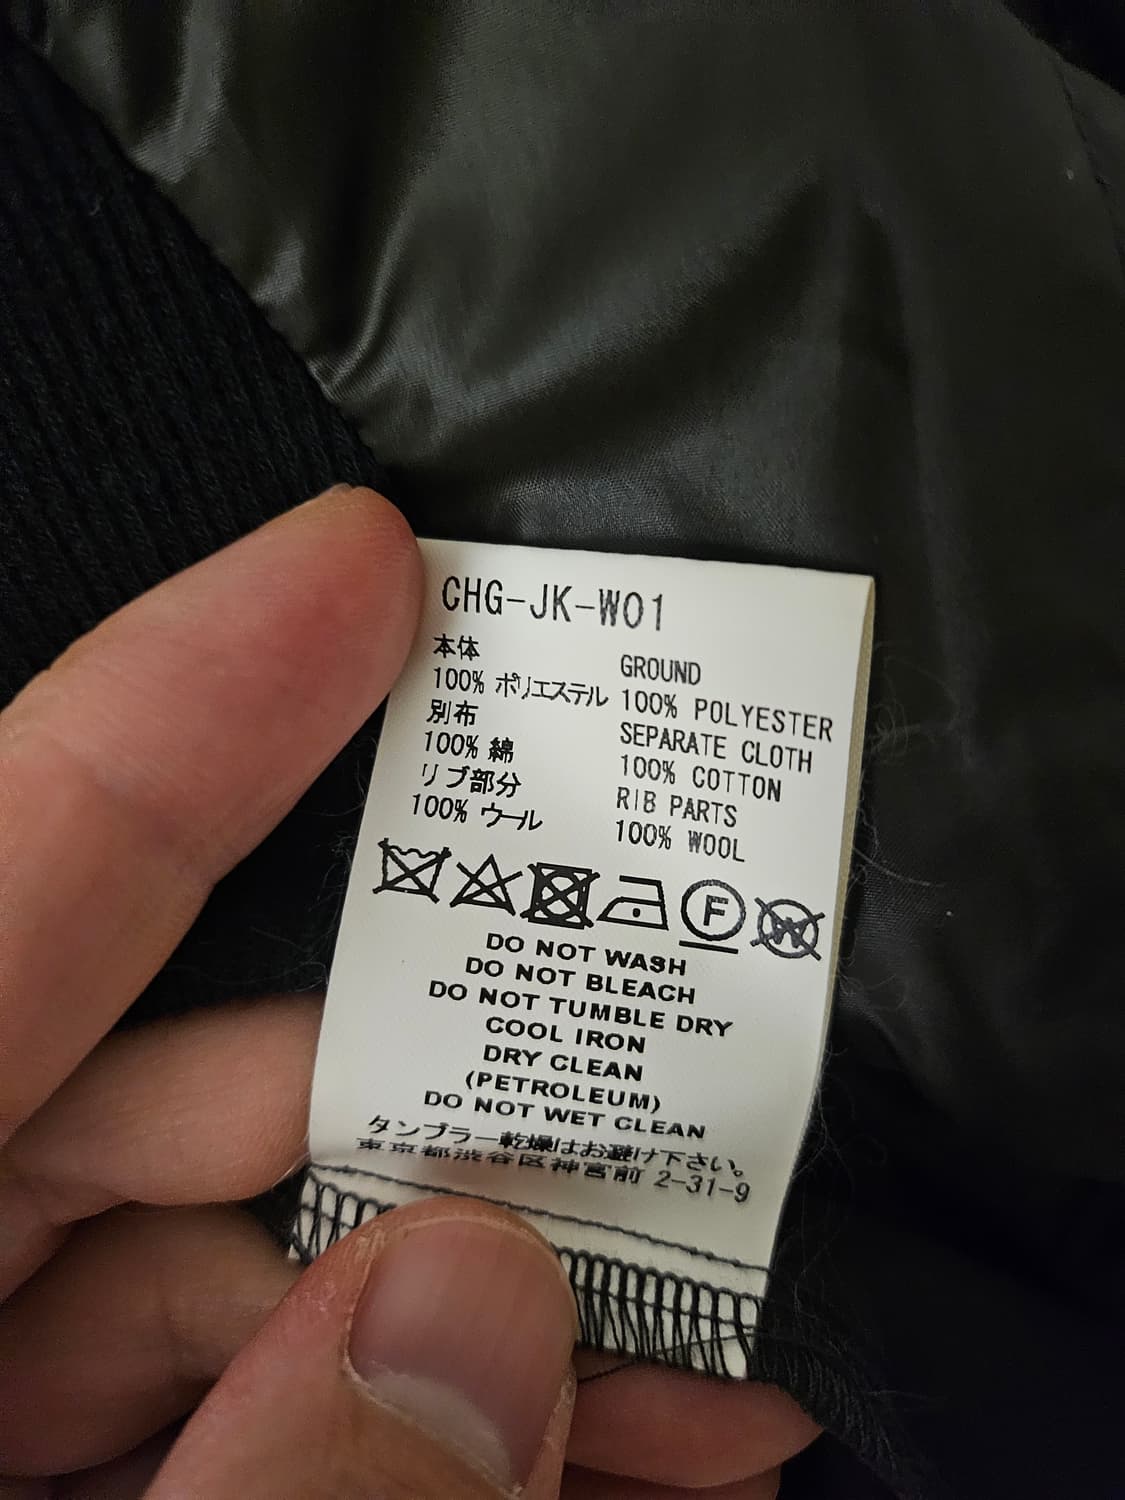 CHG-JK-W01
本体
100% ポリエステル
別布
100% 綿
リブ部分
100% ウール
GROUND
100% POLYESTER
SEPARATE CLOTH
100% COTTON
RIB PARTS
100% WOOL
F W
DO NOT WASH
DO NOT BLEACH
DO NOT TUMBLE DRY
COOL IRON
DRY CLEAN
(PETROLEUM)
DO NOT WET CLEAN
タンブラー乾燥はお避け下さい。
東京都渋谷区神宮前 2-31-9